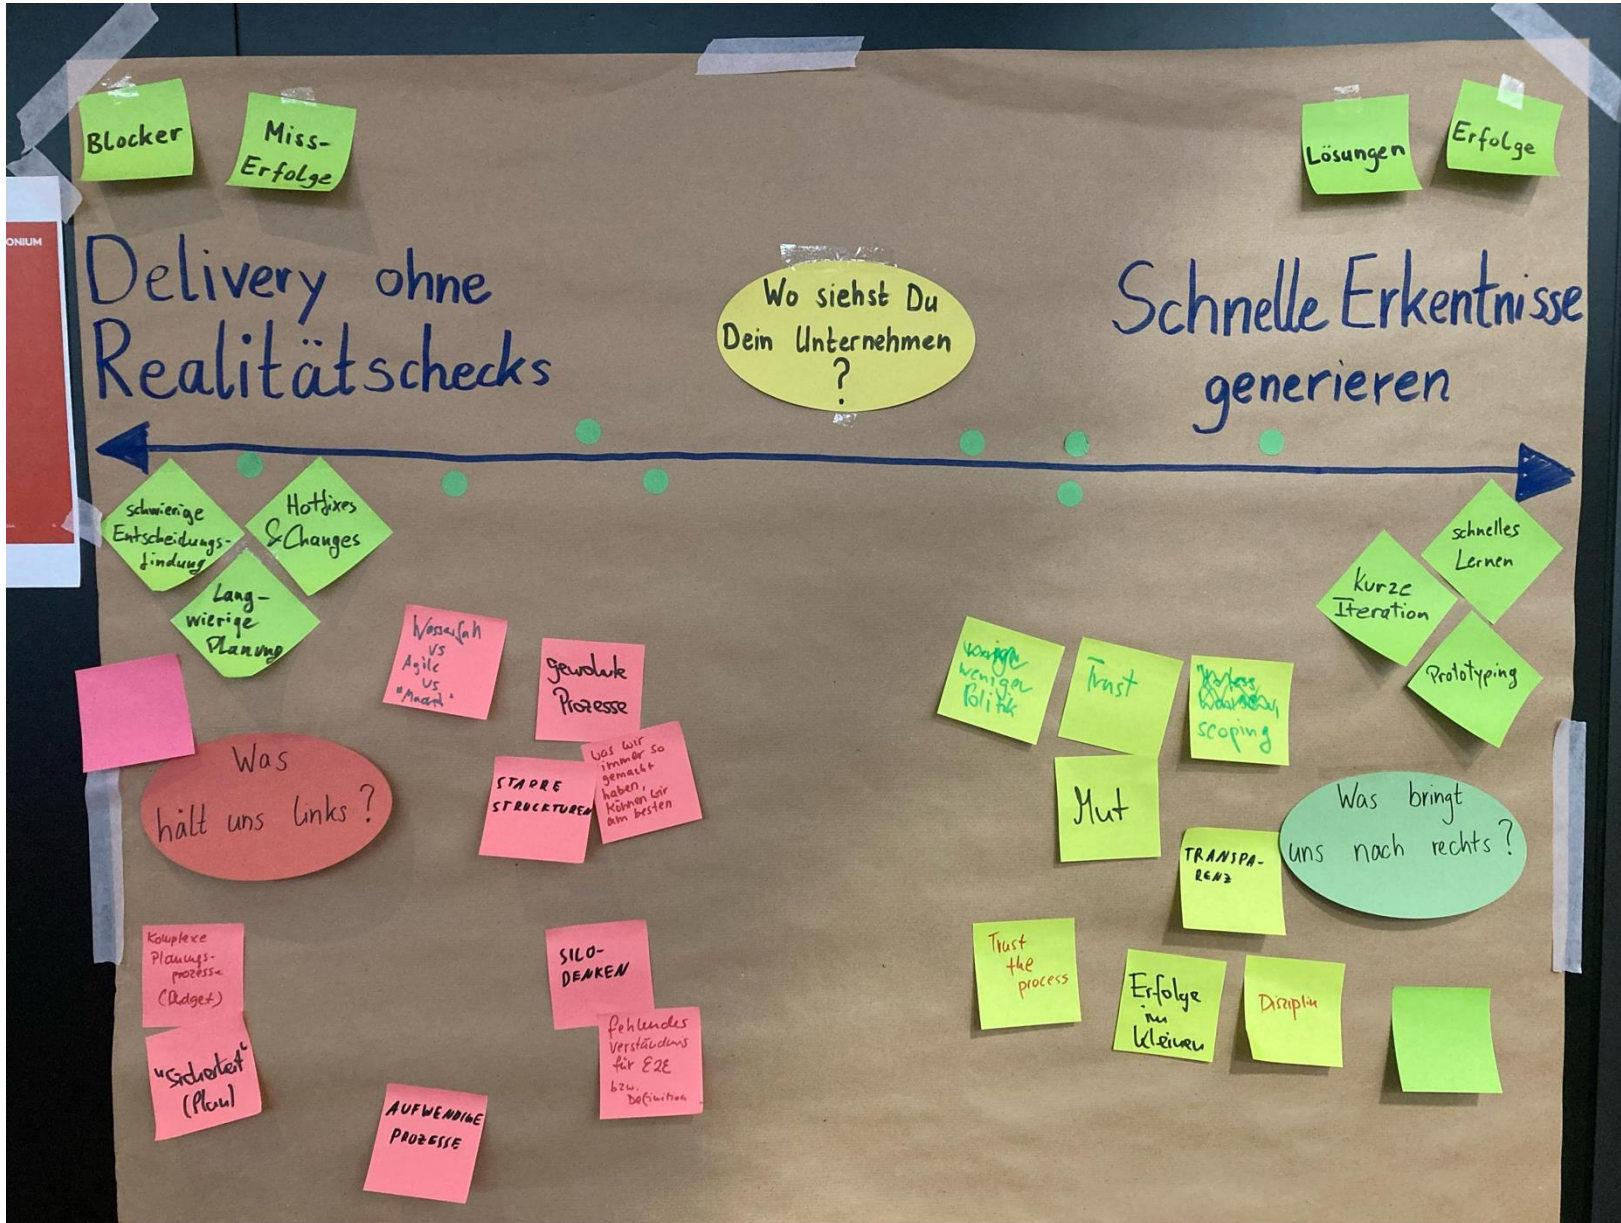 Blocker
Miss-
Erfolge
Lösungen
Erfolge
ONIUM
Delivery ohne
Realitätschecks
Wo siehst Du
Dein Unternehmen
?
Schnelle Erkentnisse
generieren
schwierige
Entscheidungs-
findung
Hotfixes
& Changes
Lang-
wierige
Planung
schnelles
Lernen
Kurze
Iteration
Prototyping
Was
hält uns links?
Wasserfall
vs
Agile
vs
gewohnte
Prozesse
STARRE
STRUCKTUREN
was wir
immer so
gemacht
haben,
können wir
am besten
Komplexe
Planungs-
prozesse
(Budget)
"Sicherheit"
(Plan)
SILO-
DENKEN
fehlendes
Verständnis
für E2E
bzw.
Definition
AUFWENDIGE
PROZESSE
weniger
Politik
Trust
scoping
Mut
TRANSPA-
RENZ
Was bringt
uns nach rechts?
Trust
the
process
Erfolge
im
Kleinen
Disziplin